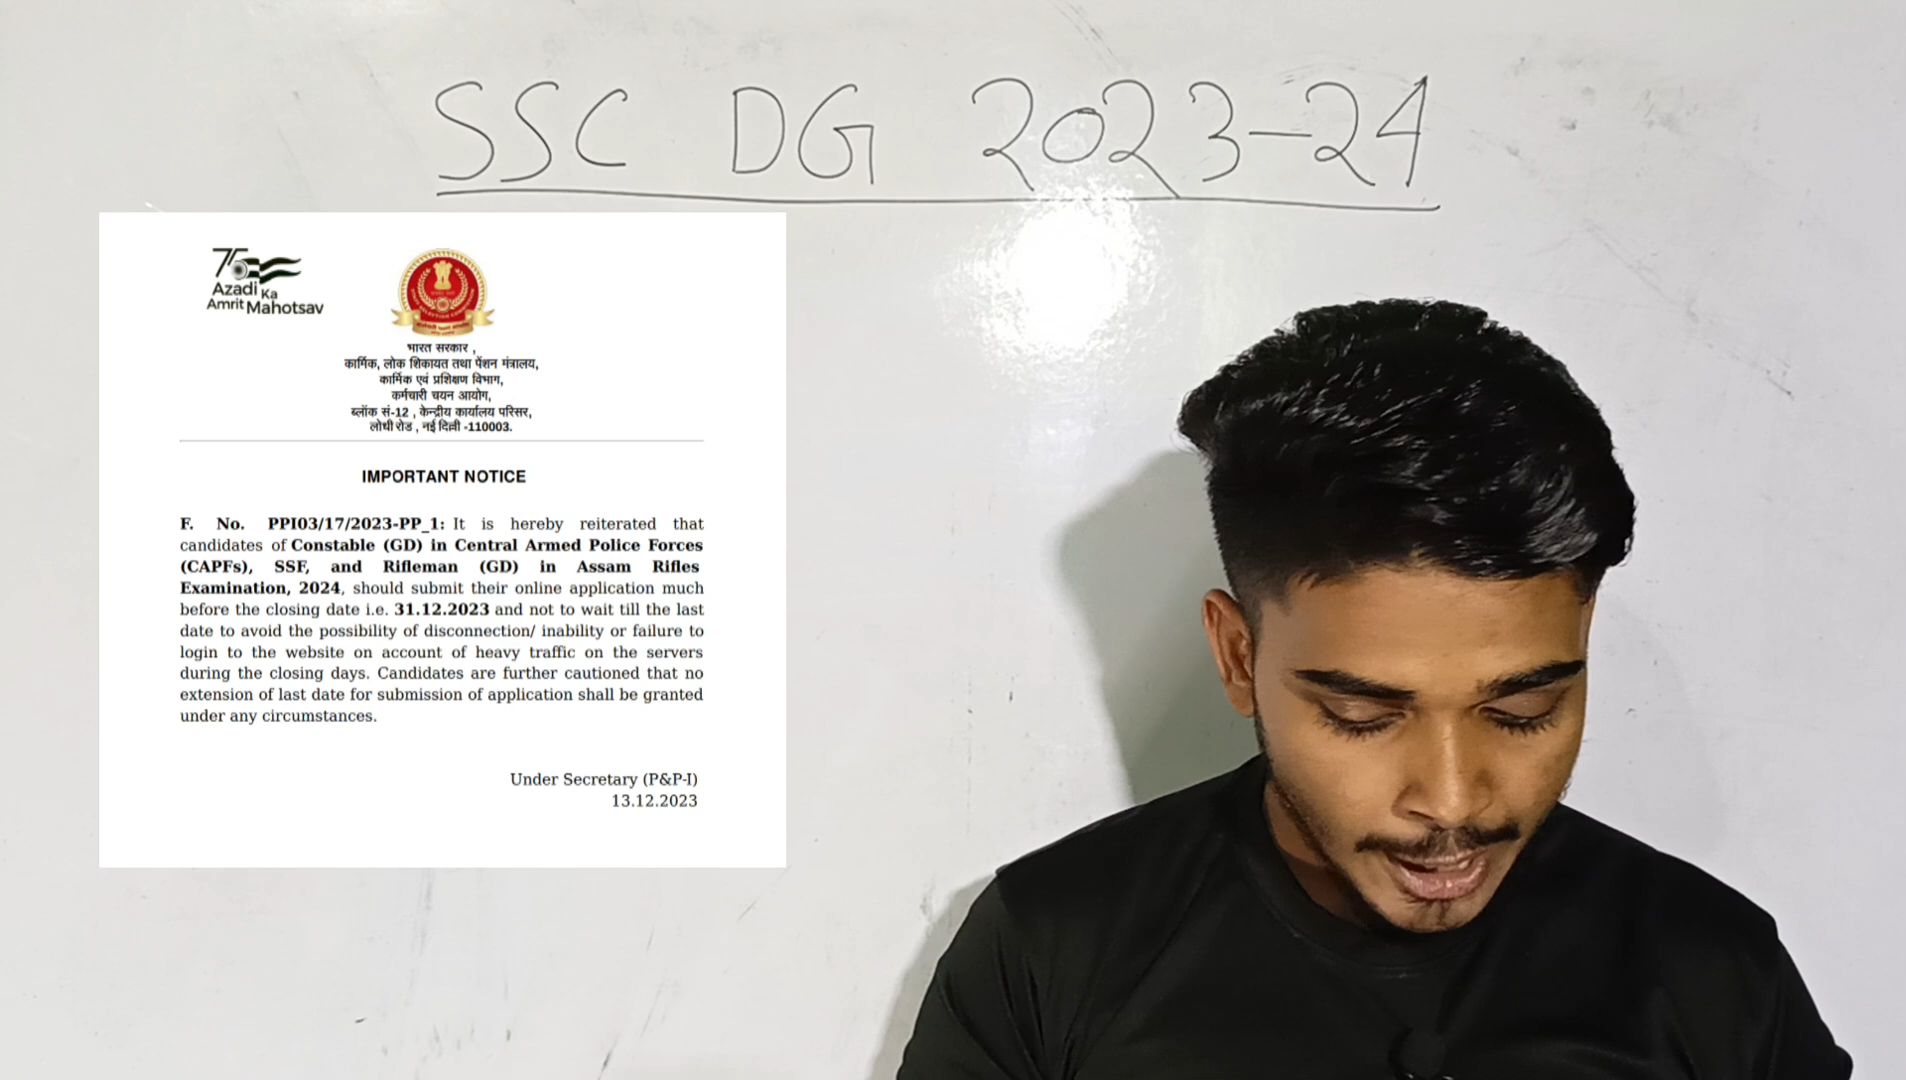 SSC DG 2023-24
75
Azadi Ka
Amrit Mahotsav
भारत सरकार ,
कार्मिक, लोक शिकायत तथा पेंशन मंत्रालय,
कार्मिक एवं प्रशिक्षण विभाग,
कर्मचारी चयन आयोग,
ब्लॉक सं-12 , केन्द्रीय कार्यालय परिसर,
लोधी रोड , नई दिल्ली -110003.
IMPORTANT NOTICE
F. No. PPI03/17/2023-PP_1: It is hereby reiterated that
candidates of Constable (GD) in Central Armed Police Forces
(CAPFs), SSF, and Rifleman (GD) in Assam Rifles
Examination, 2024, should submit their online application much
before the closing date i.e. 31.12.2023 and not to wait till the last
date to avoid the possibility of disconnection/ inability or failure to
login to the website on account of heavy traffic on the servers
during the closing days. Candidates are further cautioned that no
extension of last date for submission of application shall be granted
under any circumstances.
Under Secretary (P&P-I)
13.12.2023